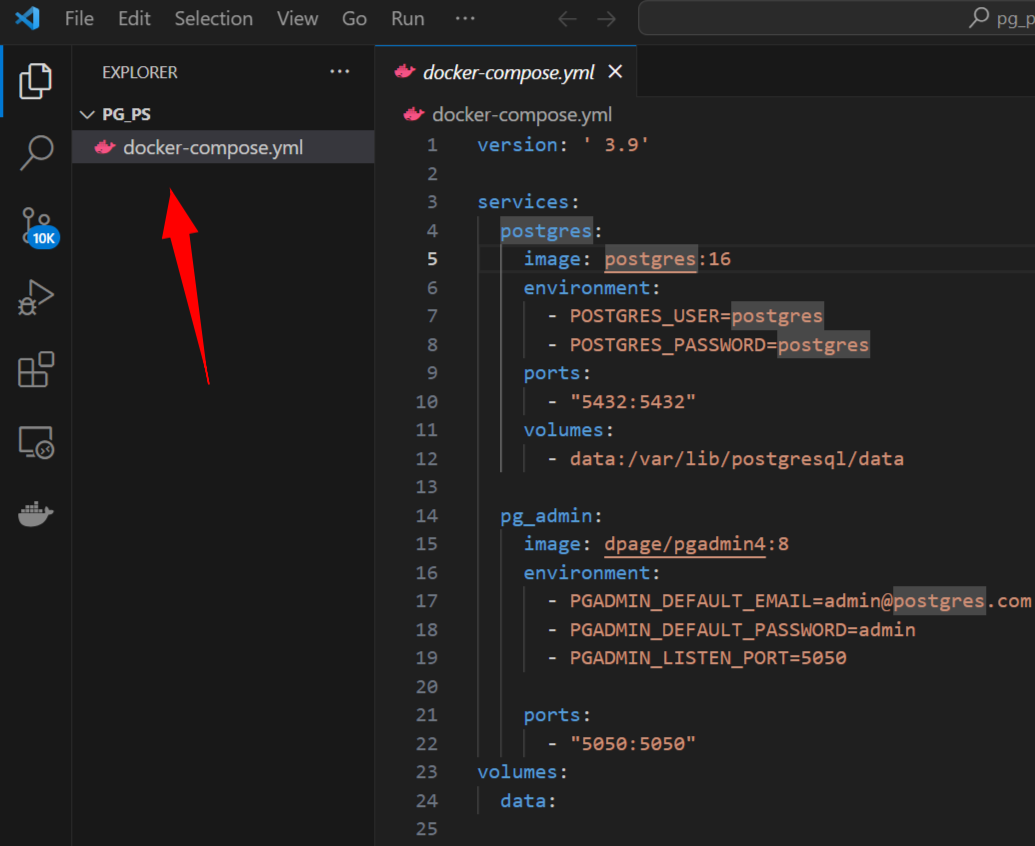 File Edit Selection View Go Run ... pg_p
EXPLORER ...
docker-compose.yml
PG_PS
docker-compose.yml
10K
docker-compose.yml
1 version: ' 3.9'
2
3 services:
4 postgres:
5 image: postgres:16
6 environment:
7 - POSTGRES_USER=postgres
8 - POSTGRES_PASSWORD=postgres
9 ports:
10 - "5432:5432"
11 volumes:
12 - data:/var/lib/postgresql/data
13
14 pg_admin:
15 image: dpage/pgadmin4:8
16 environment:
17 - PGADMIN_DEFAULT_EMAIL=admin@postgres.com
18 - PGADMIN_DEFAULT_PASSWORD=admin
19 - PGADMIN_LISTEN_PORT=5050
20
21 ports:
22 - "5050:5050"
23 volumes:
24 data:
25